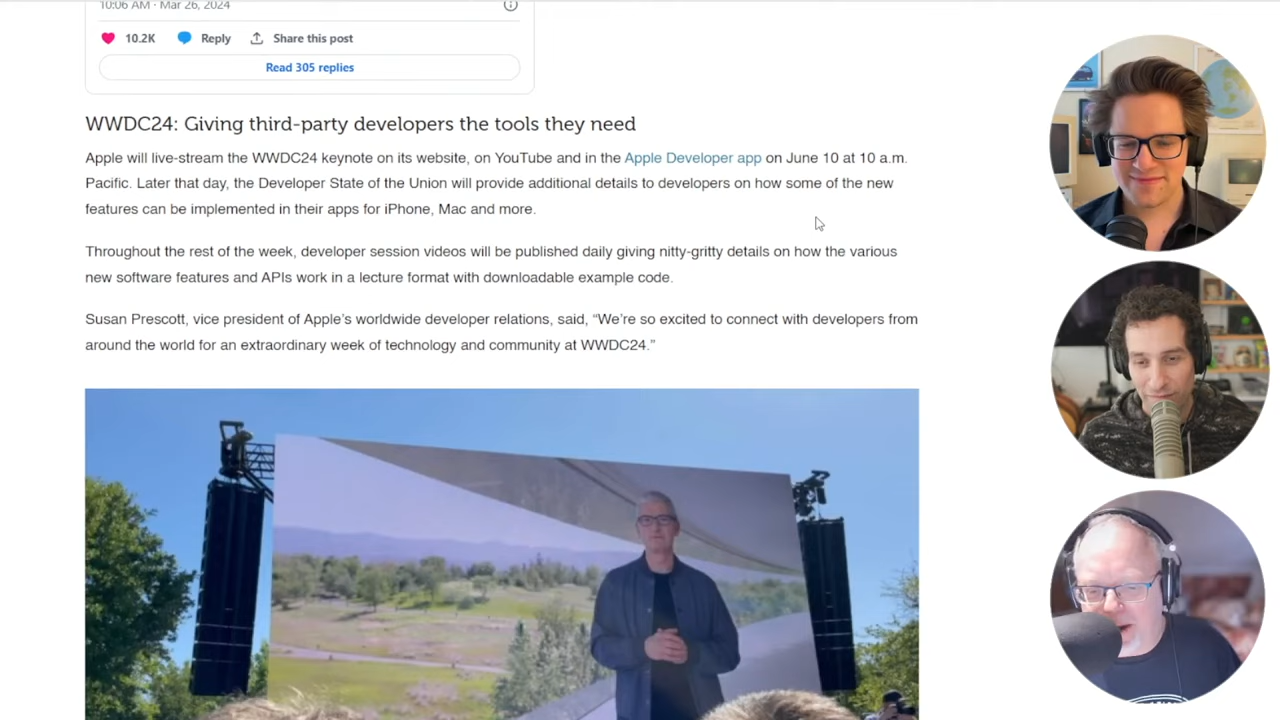 10:06 AM · Mar 26, 2024
10.2K Reply Share this post
Read 305 replies
WWDC24: Giving third-party developers the tools they need
Apple will live-stream the WWDC24 keynote on its website, on YouTube and in the Apple Developer app on June 10 at 10 a.m.
Pacific. Later that day, the Developer State of the Union will provide additional details to developers on how some of the new
features can be implemented in their apps for iPhone, Mac and more.
Throughout the rest of the week, developer session videos will be published daily giving nitty-gritty details on how the various
new software features and APIs work in a lecture format with downloadable example code.
Susan Prescott, vice president of Apple’s worldwide developer relations, said, “We’re so excited to connect with developers from
around the world for an extraordinary week of technology and community at WWDC24.”